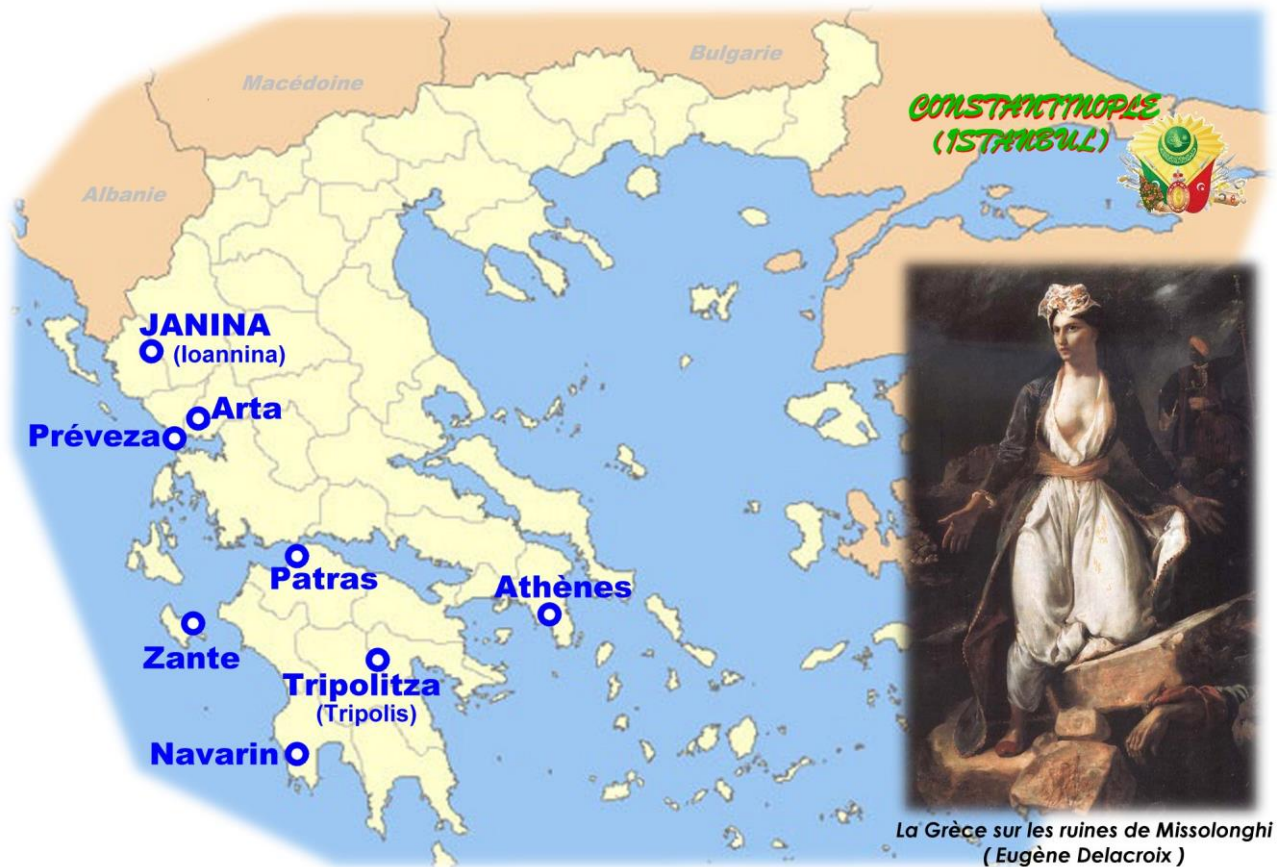 Bulgarie
Macédoine
CONSTANTINOPLE
(ISTANBUL)
Albanie
JANINA
(Ioannina)
Arta
Préveza
Patras
Athènes
Zante
Tripolitza
(Tripolis)
Navarin
La Grèce sur les ruines de Missolonghi
( Eugène Delacroix )